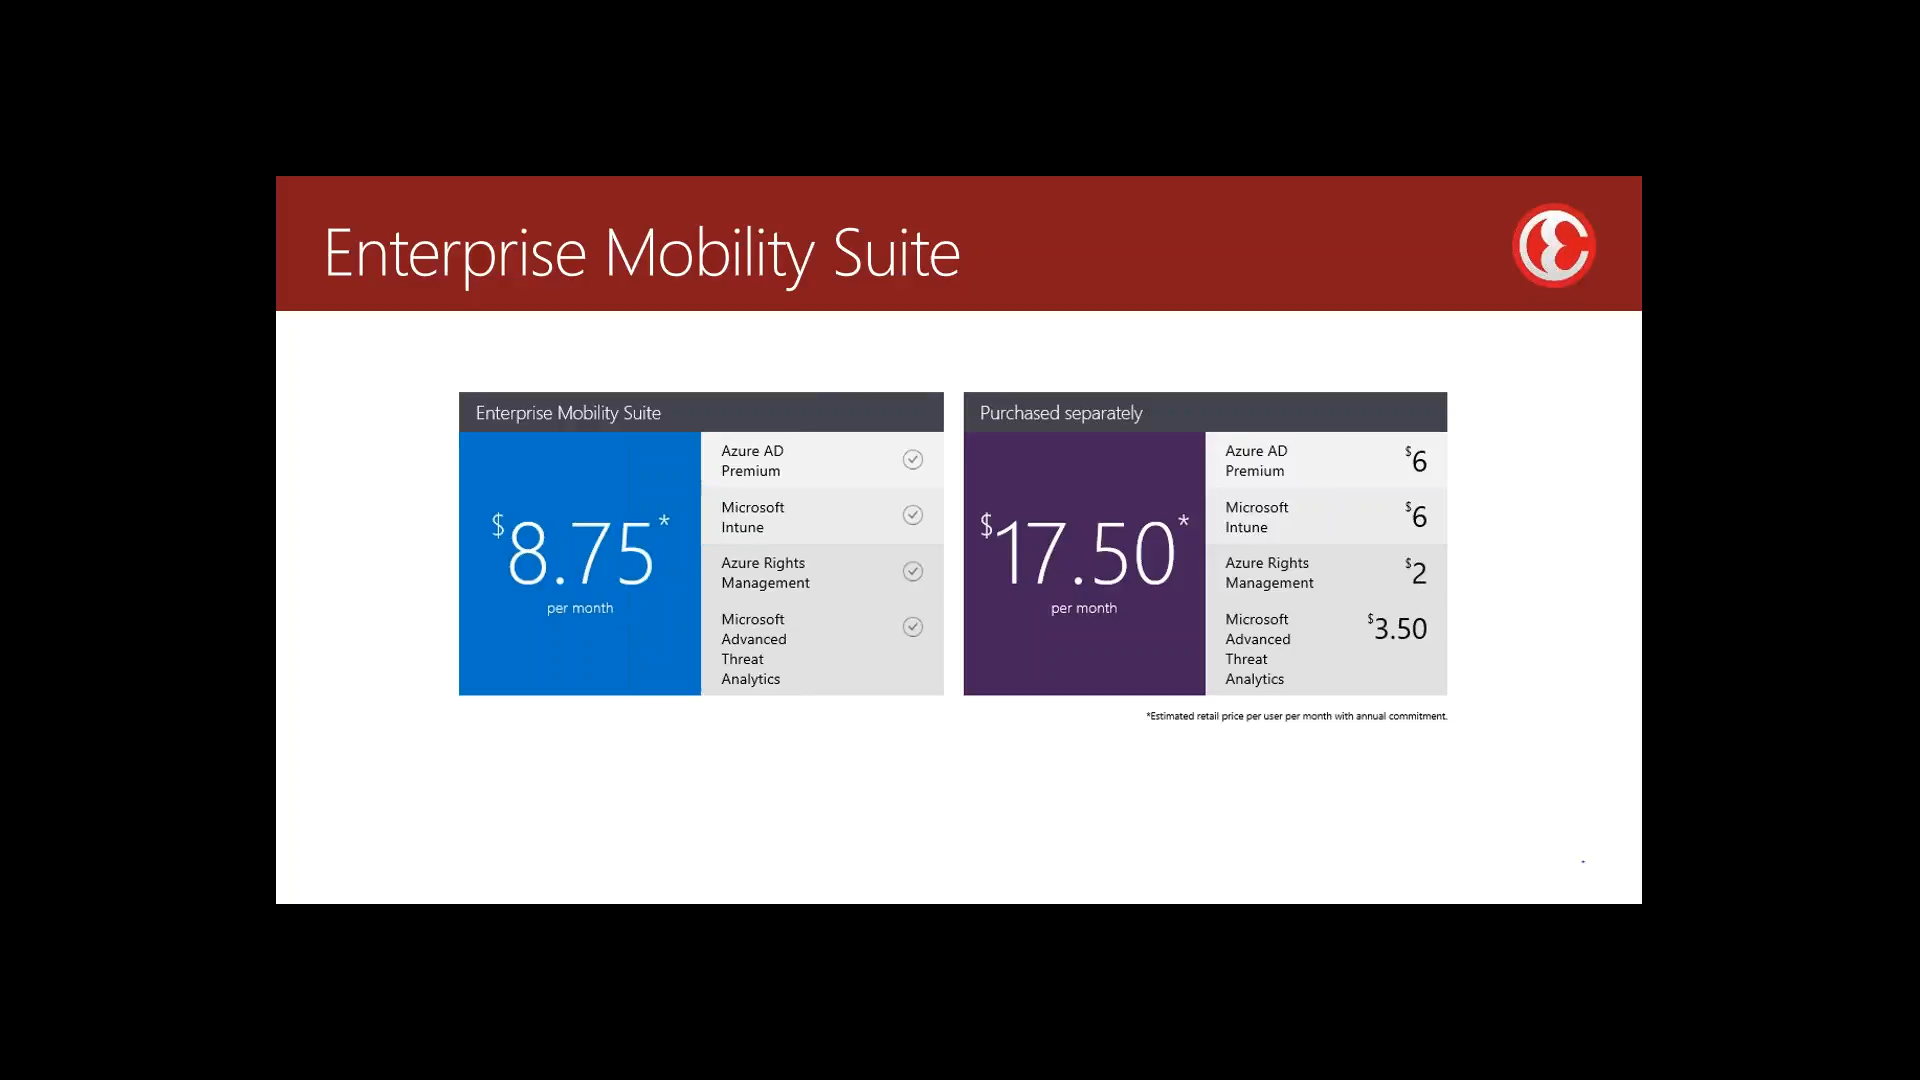 Enterprise Mobility Suite
Enterprise Mobility Suite
$8.75*
per month
Azure AD
Premium
Microsoft
Intune
Azure Rights
Management
Microsoft
Advanced
Threat
Analytics
Purchased separately
$17.50*
per month
Azure AD
Premium
$6
Microsoft
Intune
$6
Azure Rights
Management
$2
Microsoft
Advanced
Threat
Analytics
$3.50
*Estimated retail price per user per month with annual commitment.